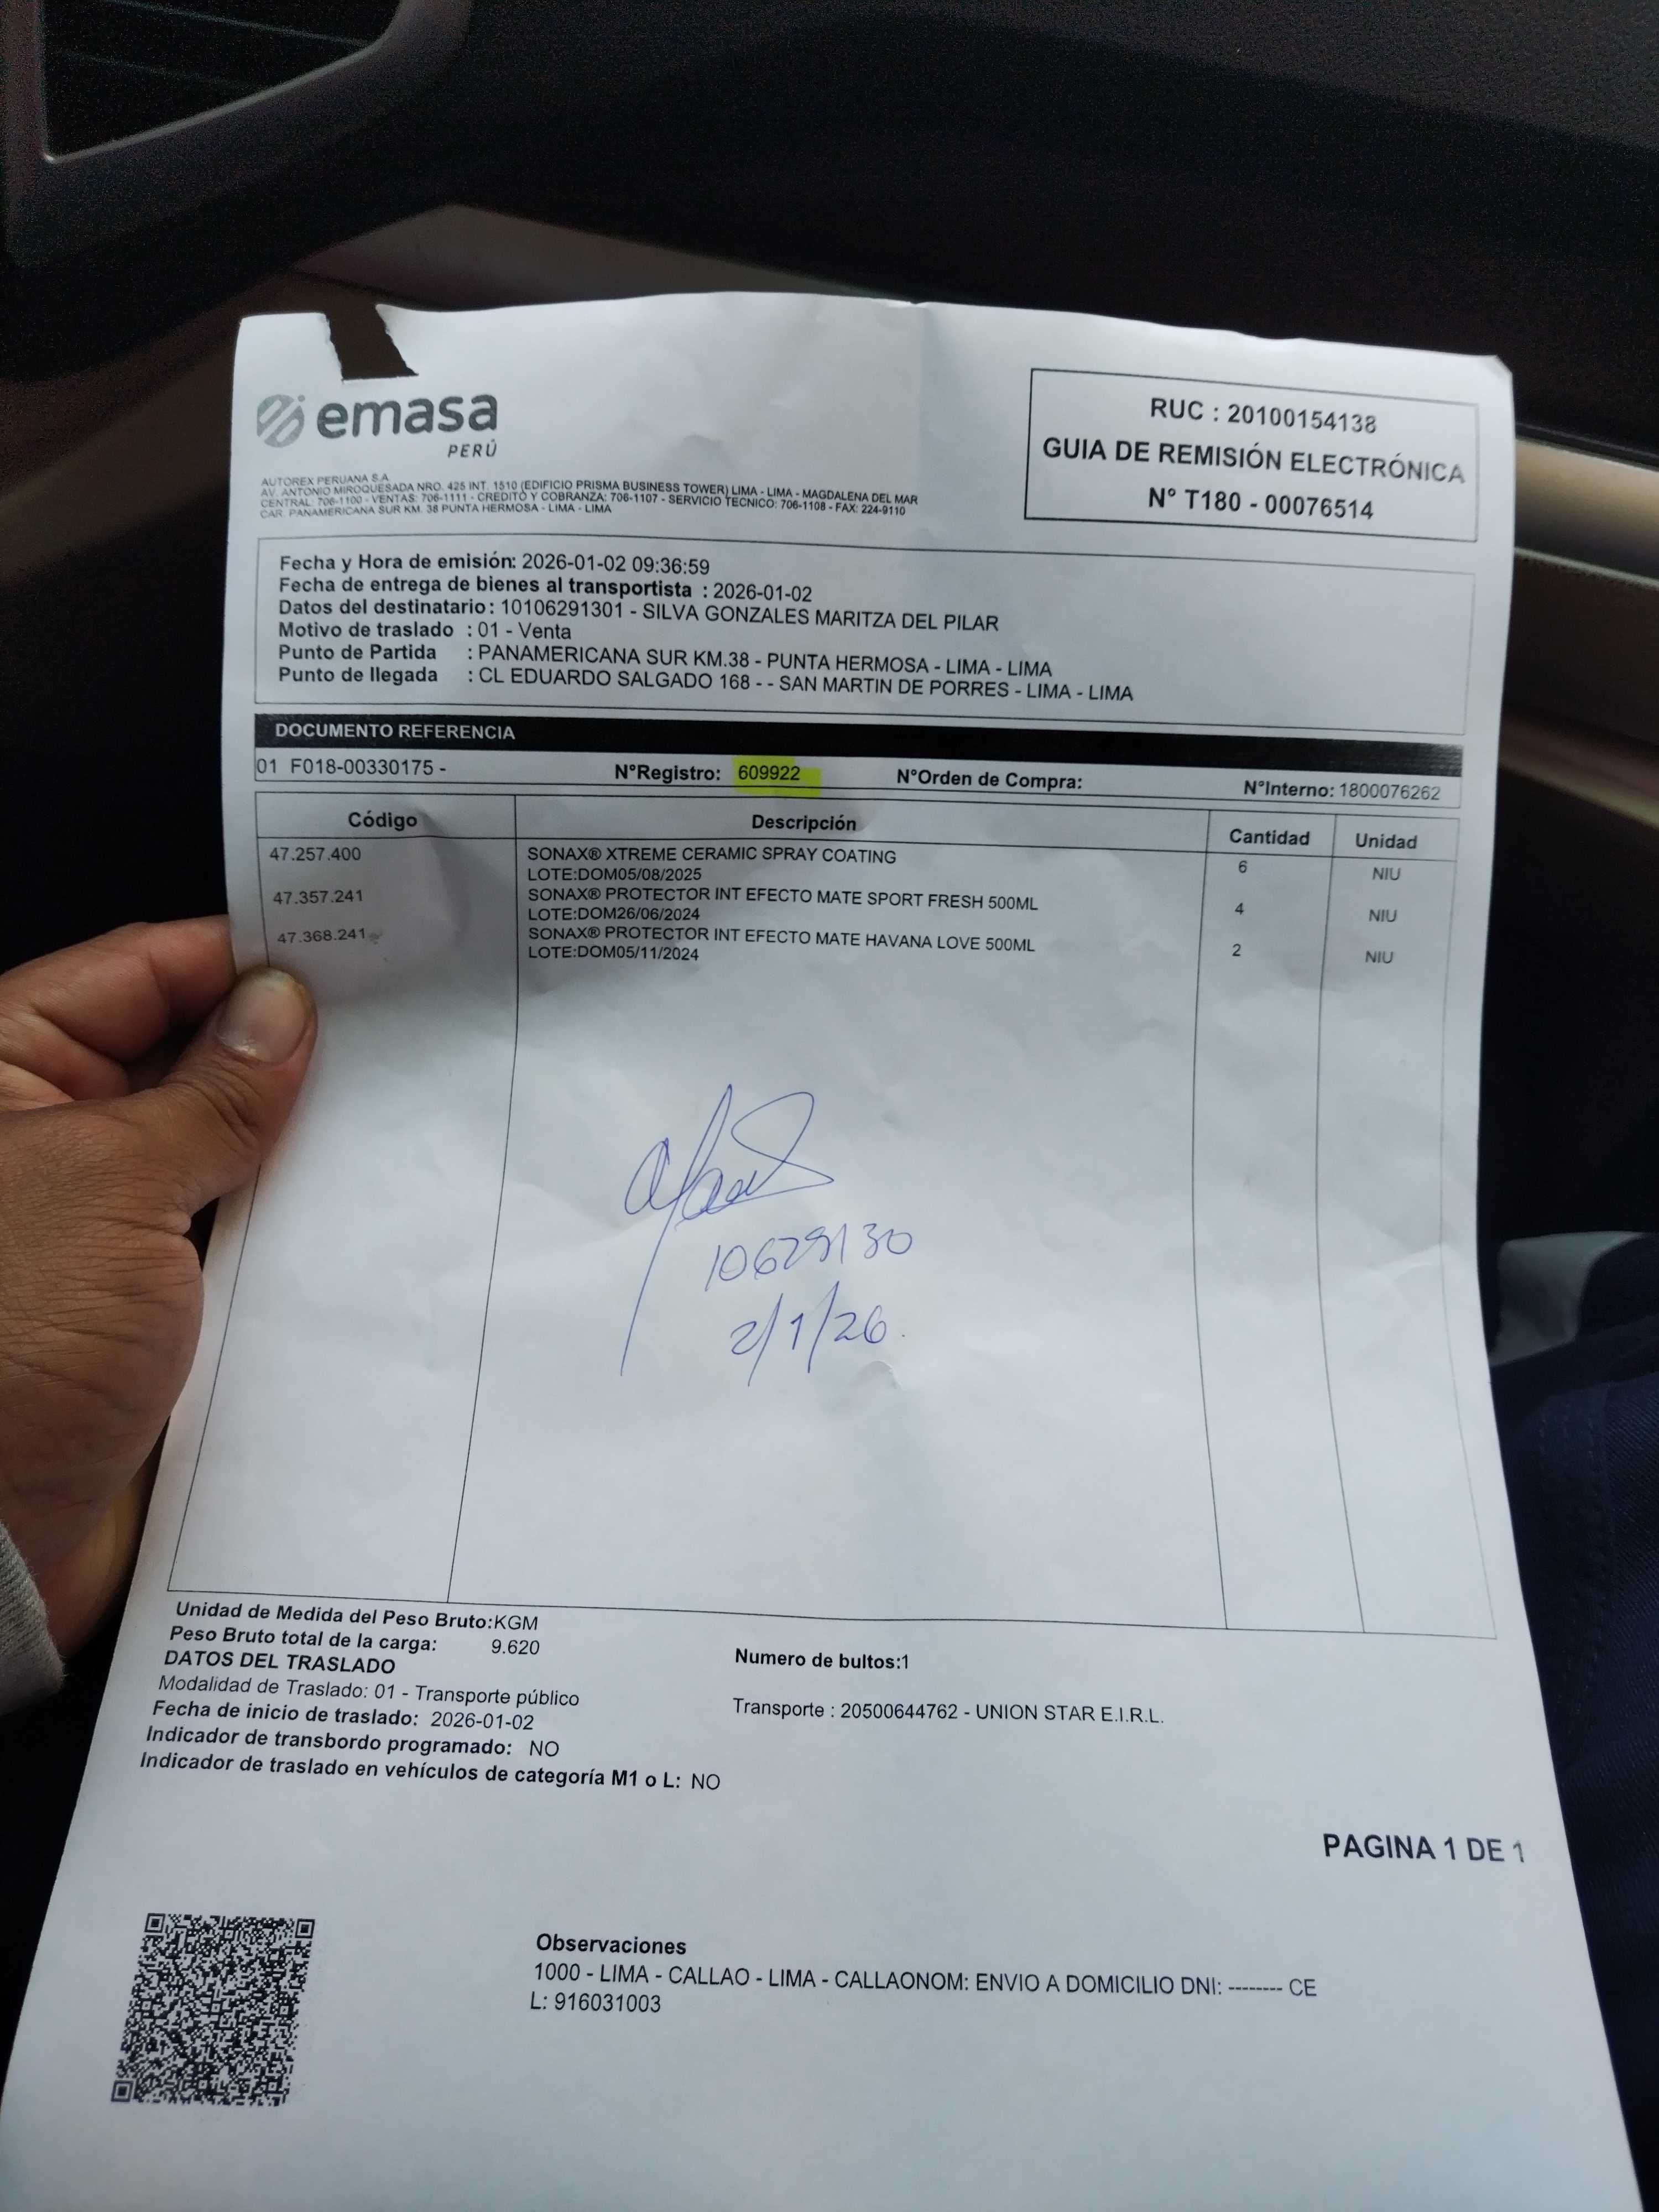 emasa
PERÚ
AUTOREX PERUANA S.A
AV. ANTONIO MIROQUESADA NRO. 425 INT. 1510 (EDIFICIO PRISMA BUSINESS TOWER) LIMA - LIMA - MAGDALENA DEL MAR
CENTRAL: 706-1100 - VENTAS: 706-1111 - CREDITO Y COBRANZA: 706-1107 - SERVICIO TECNICO: 706-1108 - FAX: 224-9110
CAR. PANAMERICANA SUR KM. 38 PUNTA HERMOSA - LIMA - LIMA
RUC : 20100154138
GUIA DE REMISIÓN ELECTRÓNICA
N° T180 - 00076514
Fecha y Hora de emisión: 2026-01-02 09:36:59
Fecha de entrega de bienes al transportista : 2026-01-02
Datos del destinatario: 10106291301 - SILVA GONZALES MARITZA DEL PILAR
Motivo de traslado : 01 - Venta
Punto de Partida : PANAMERICANA SUR KM.38 - PUNTA HERMOSA - LIMA - LIMA
Punto de llegada : CL EDUARDO SALGADO 168 - - SAN MARTIN DE PORRES - LIMA - LIMA
DOCUMENTO REFERENCIA
01 F018-00330175 - N°Registro: 609922 N°Orden de Compra: N°Interno: 1800076262
Código Descripción Cantidad Unidad
47.257.400 SONAX® XTREME CERAMIC SPRAY COATING 6 NIU
LOTE:DOM05/08/2025
47.357.241 SONAX® PROTECTOR INT EFECTO MATE SPORT FRESH 500ML 4 NIU
LOTE:DOM26/06/2024
47.368.241 SONAX® PROTECTOR INT EFECTO MATE HAVANA LOVE 500ML 2 NIU
LOTE:DOM05/11/2024
10629130
2/1/26.
Unidad de Medida del Peso Bruto:KGM
Peso Bruto total de la carga: 9.620
Numero de bultos:1
DATOS DEL TRASLADO
Modalidad de Traslado: 01 - Transporte público
Transporte : 20500644762 - UNION STAR E.I.R.L.
Fecha de inicio de traslado: 2026-01-02
Indicador de transbordo programado: NO
Indicador de traslado en vehículos de categoría M1 o L: NO
PAGINA 1 DE 1
Observaciones
1000 - LIMA - CALLAO - LIMA - CALLAONOM: ENVIO A DOMICILIO DNI: -------- CE
L: 916031003